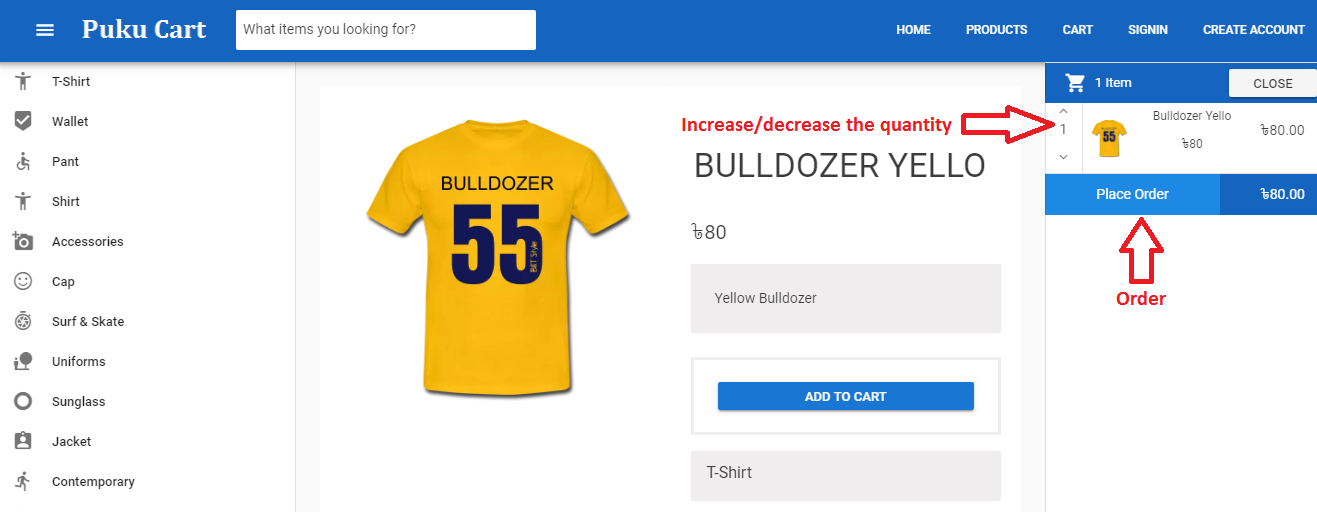 Puku Cart
What items you looking for?
HOME
PRODUCTS
CART
SIGNIN
CREATE ACCOUNT
T-Shirt
Wallet
Pant
Shirt
Accessories
Cap
Surf & Skate
Uniforms
Sunglass
Jacket
Contemporary
BULLDOZER
55
Increase/decrease the quantity
BULLDOZER YELLO
৳80
Yellow Bulldozer
ADD TO CART
T-Shirt
1 Item
CLOSE
1
55
Bulldozer Yello
৳80
৳80.00
Place Order
৳80.00
Order